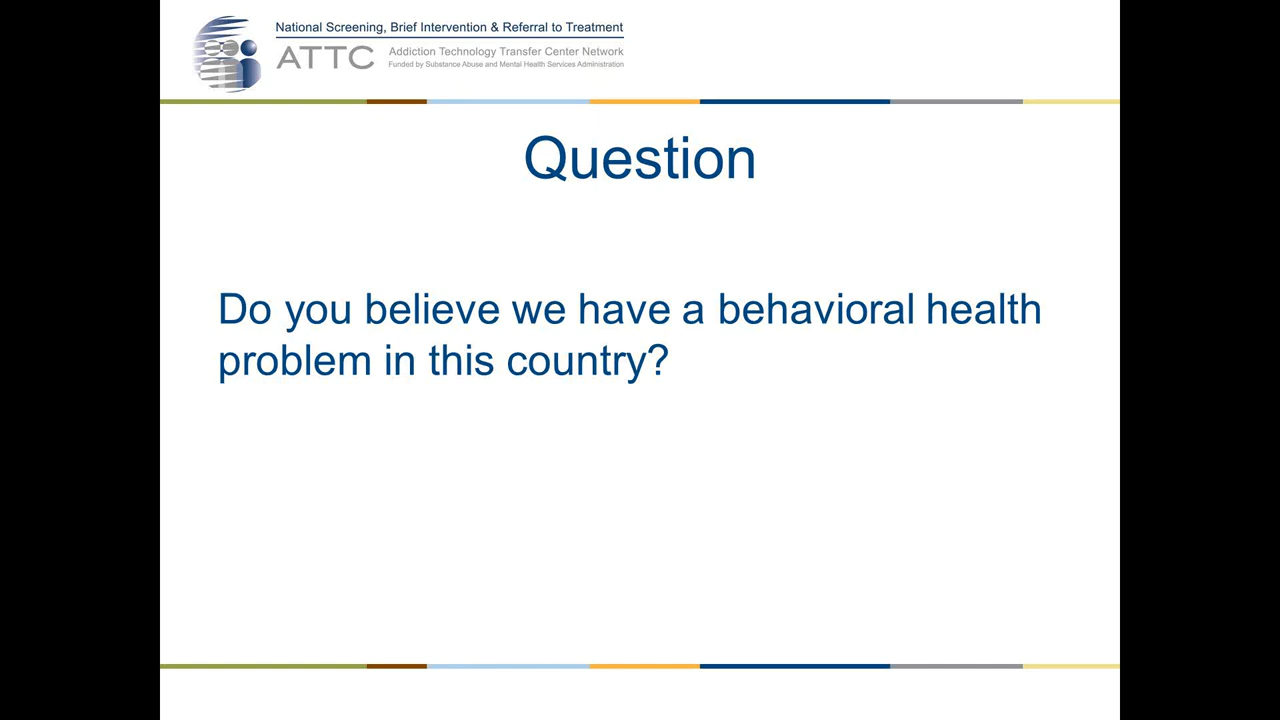 National Screening, Brief Intervention & Referral to Treatment
ATTC
Addiction Technology Transfer Center Network
Funded by Substance Abuse and Mental Health Services Administration
Question
Do you believe we have a behavioral health
problem in this country?